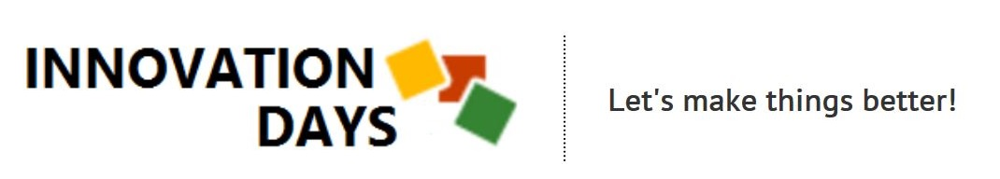 INNOVATION
DAYS
Let's make things better!